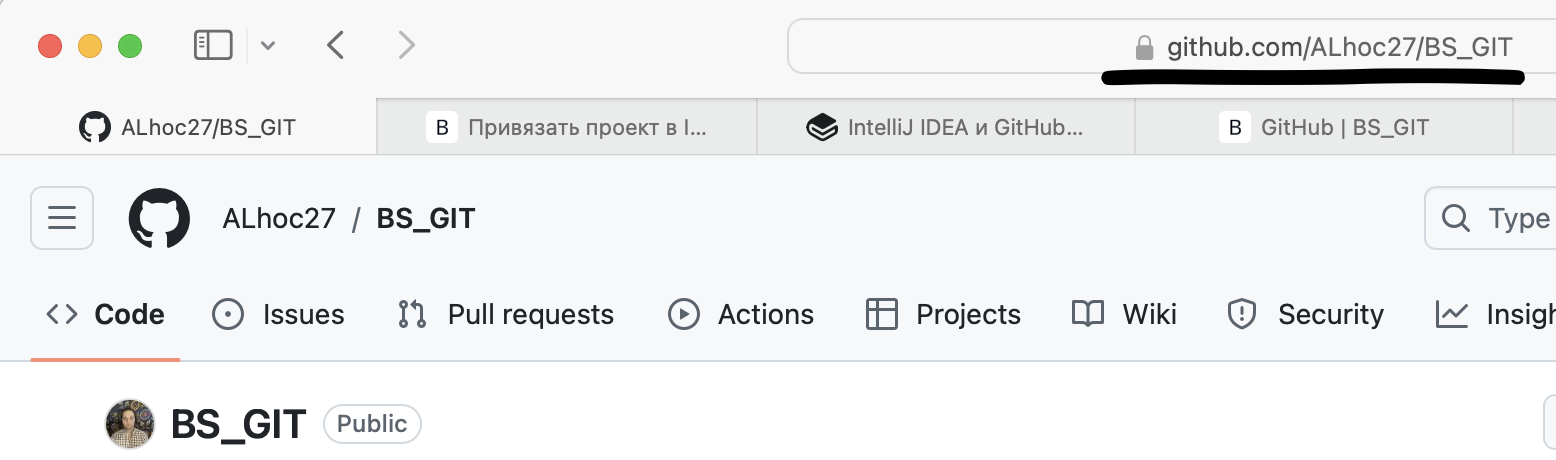 github.com/ALhoc27/BS_GIT
ALhoc27/BS_GIT
B Привязать проект в I...
IntelliJ IDEA и GitHub...
B GitHub | BS_GIT
ALhoc27 / BS_GIT
Type
Code Issues Pull requests Actions Projects Wiki Security Insigh
BS_GIT Public